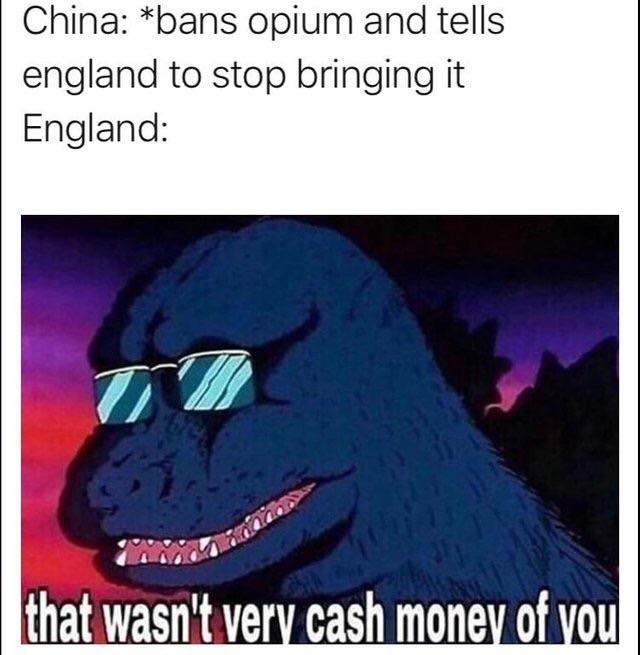 China: *bans opium and tells
england to stop bringing it
England:
that wasn't very cash money of you